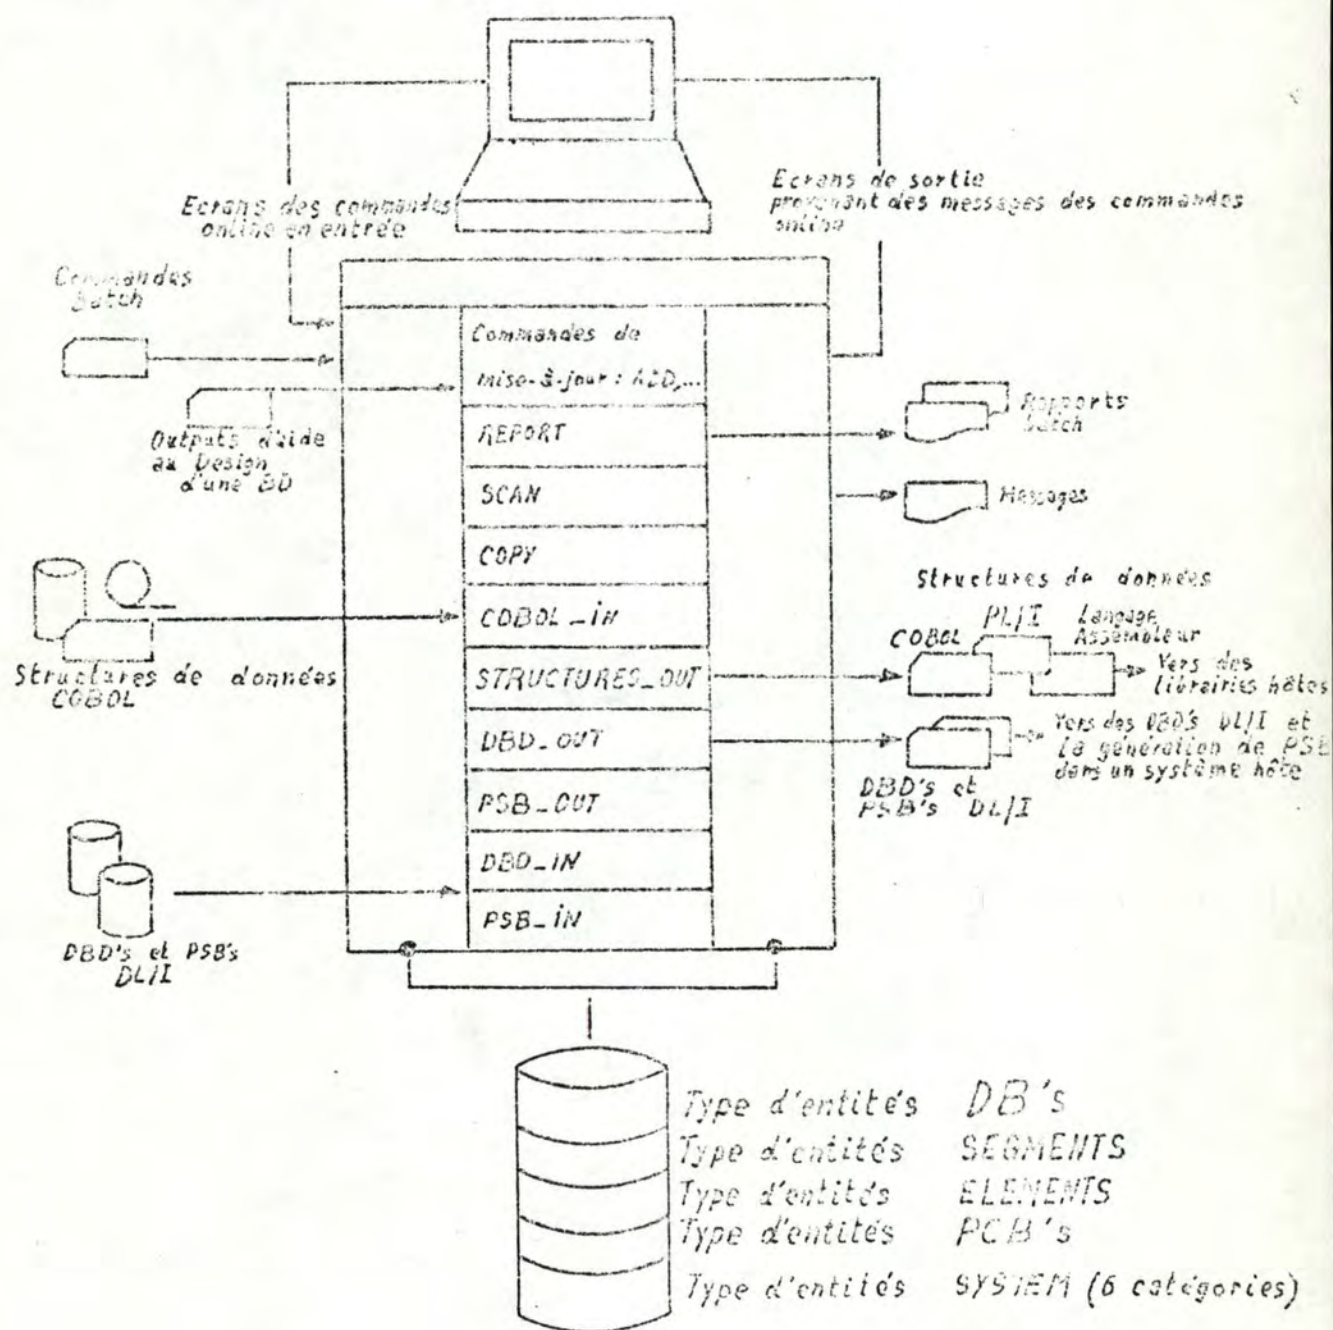 Ecrans des commandes
online en entrée
Ecrans de sortie
provenant des messages des commandes
online
Commandes
Batch
Commandes de
mise-à-jour : ADD,...
Outputs d'aide
au Design
d'une BD
REPORT
Rapports
Batch
SCAN
Messages
COPY
COBOL_IN
Structures de données
COBOL
Structures de données
COBOL
PL/I
Langage
Assembleur
Vers des
librairies hôtes
STRUCTURES_OUT
DBD_OUT
Vers des DBD's DL/I et
la génération de PSB
dans un système hôte
DBD's et
PSB's DL/I
PSB_OUT
DBD_IN
PSB_IN
DBD's et PSB's
DL/I
Type d'entités DB's
Type d'entités SEGMENTS
Type d'entités ELEMENTS
Type d'entités PCB's
Type d'entités SYSTEM (6 catégories)